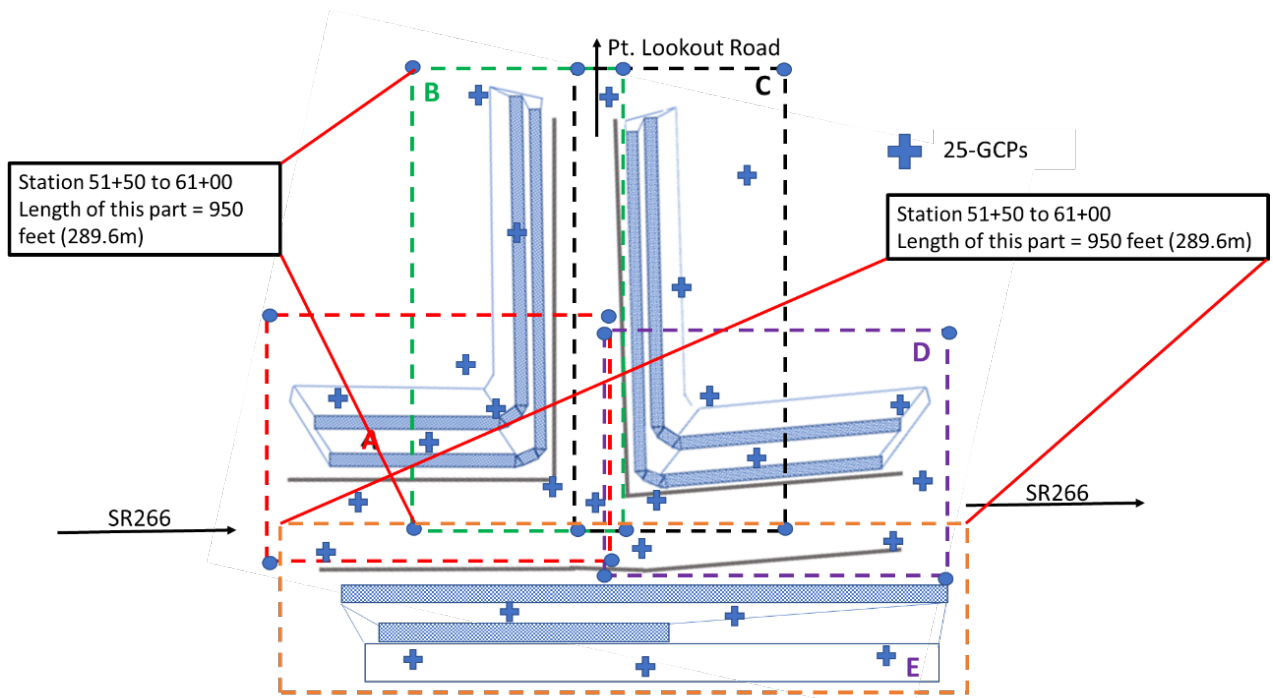 Pt. Lookout Road
B
C
25-GCPs
Station 51+50 to 61+00
Length of this part = 950
feet (289.6m)
Station 51+50 to 61+00
Length of this part = 950 feet (289.6m)
D
A
SR266
SR266
E